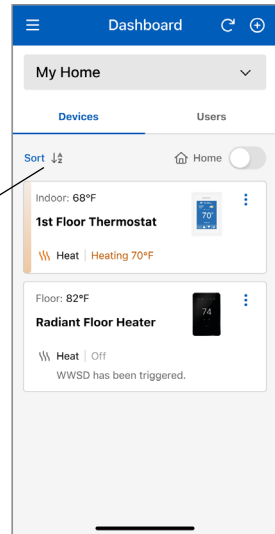 Dashboard
My Home
Devices Users
Sort Home
Indoor: 68°F
70°
1st Floor Thermostat
Heat | Heating 70°F
Floor: 82°F
74
Radiant Floor Heater
Heat | Off
WWSD has been triggered.